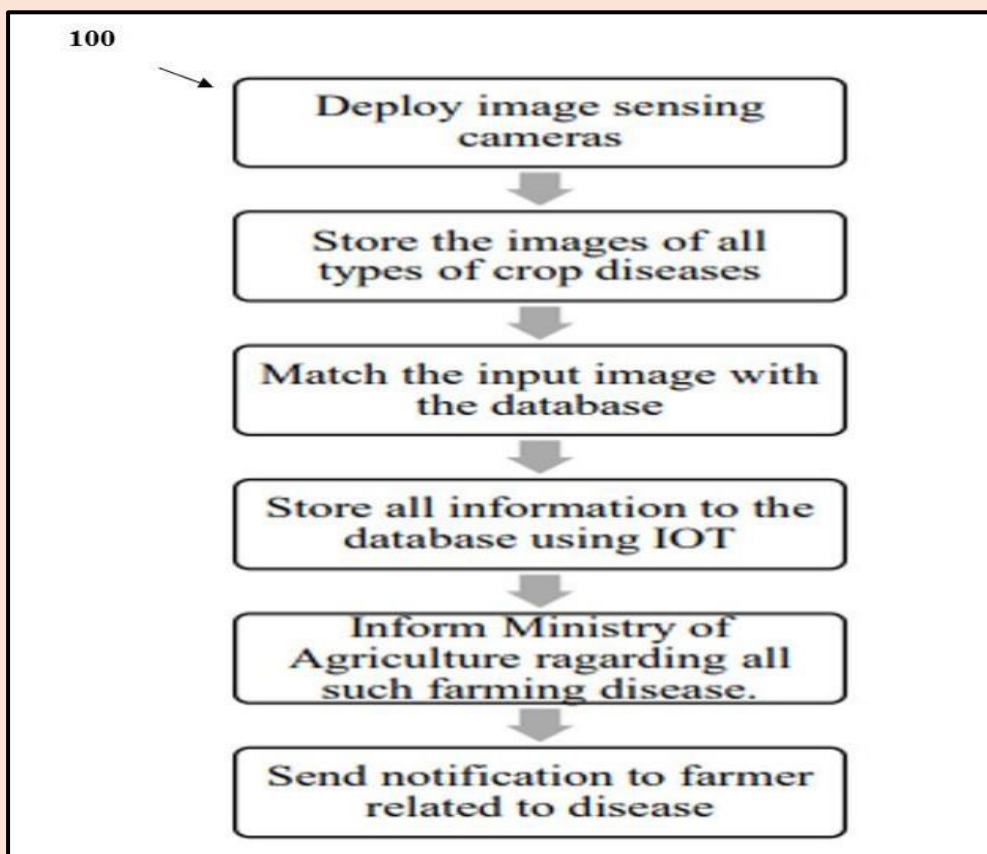 100
Deploy image sensing
cameras
Store the images of all
types of crop diseases
Match the input image with
the database
Store all information to the
database using IOT
Inform Ministry of
Agriculture ragarding all
such farming disease.
Send notification to farmer
related to disease